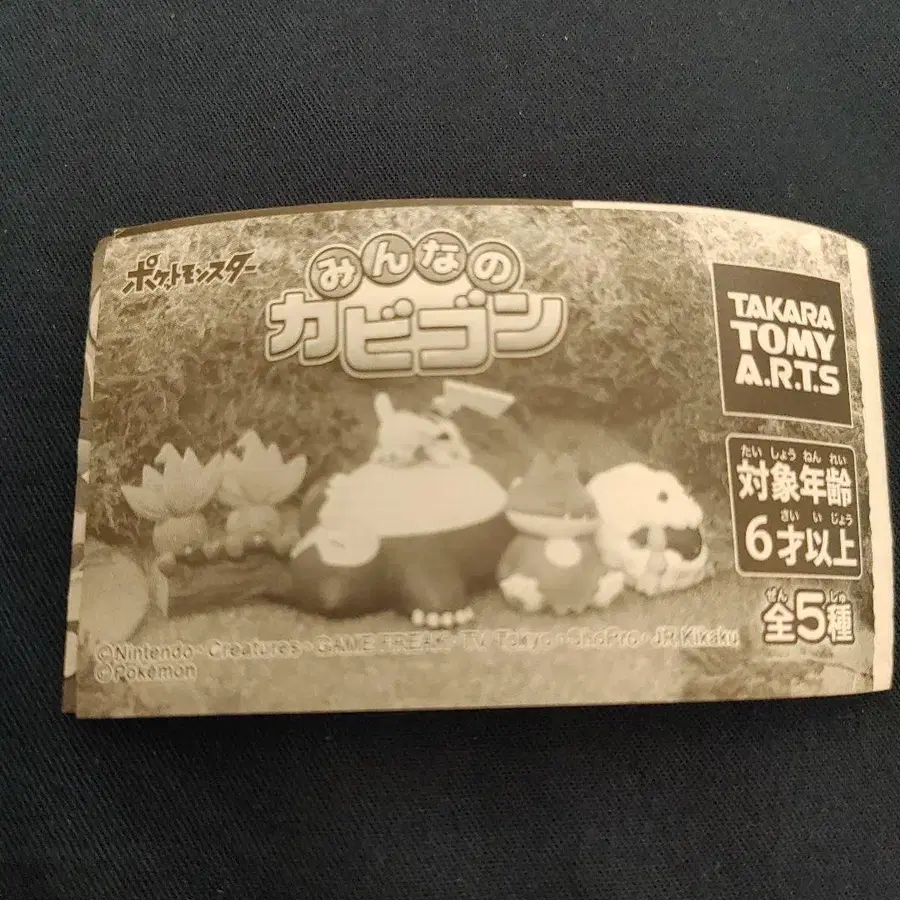 ポケットモンスター
みんなの
カビゴン
TAKARA
TOMY
A.R.T.S
たいしょうねんれい
対象年齢
さいいじょう
6才以上
ぜんしゅ
全5種
©Nintendo・Creatures・GAME FREAK・TV Tokyo・ShoPro・JR Kikaku
©Pokémon